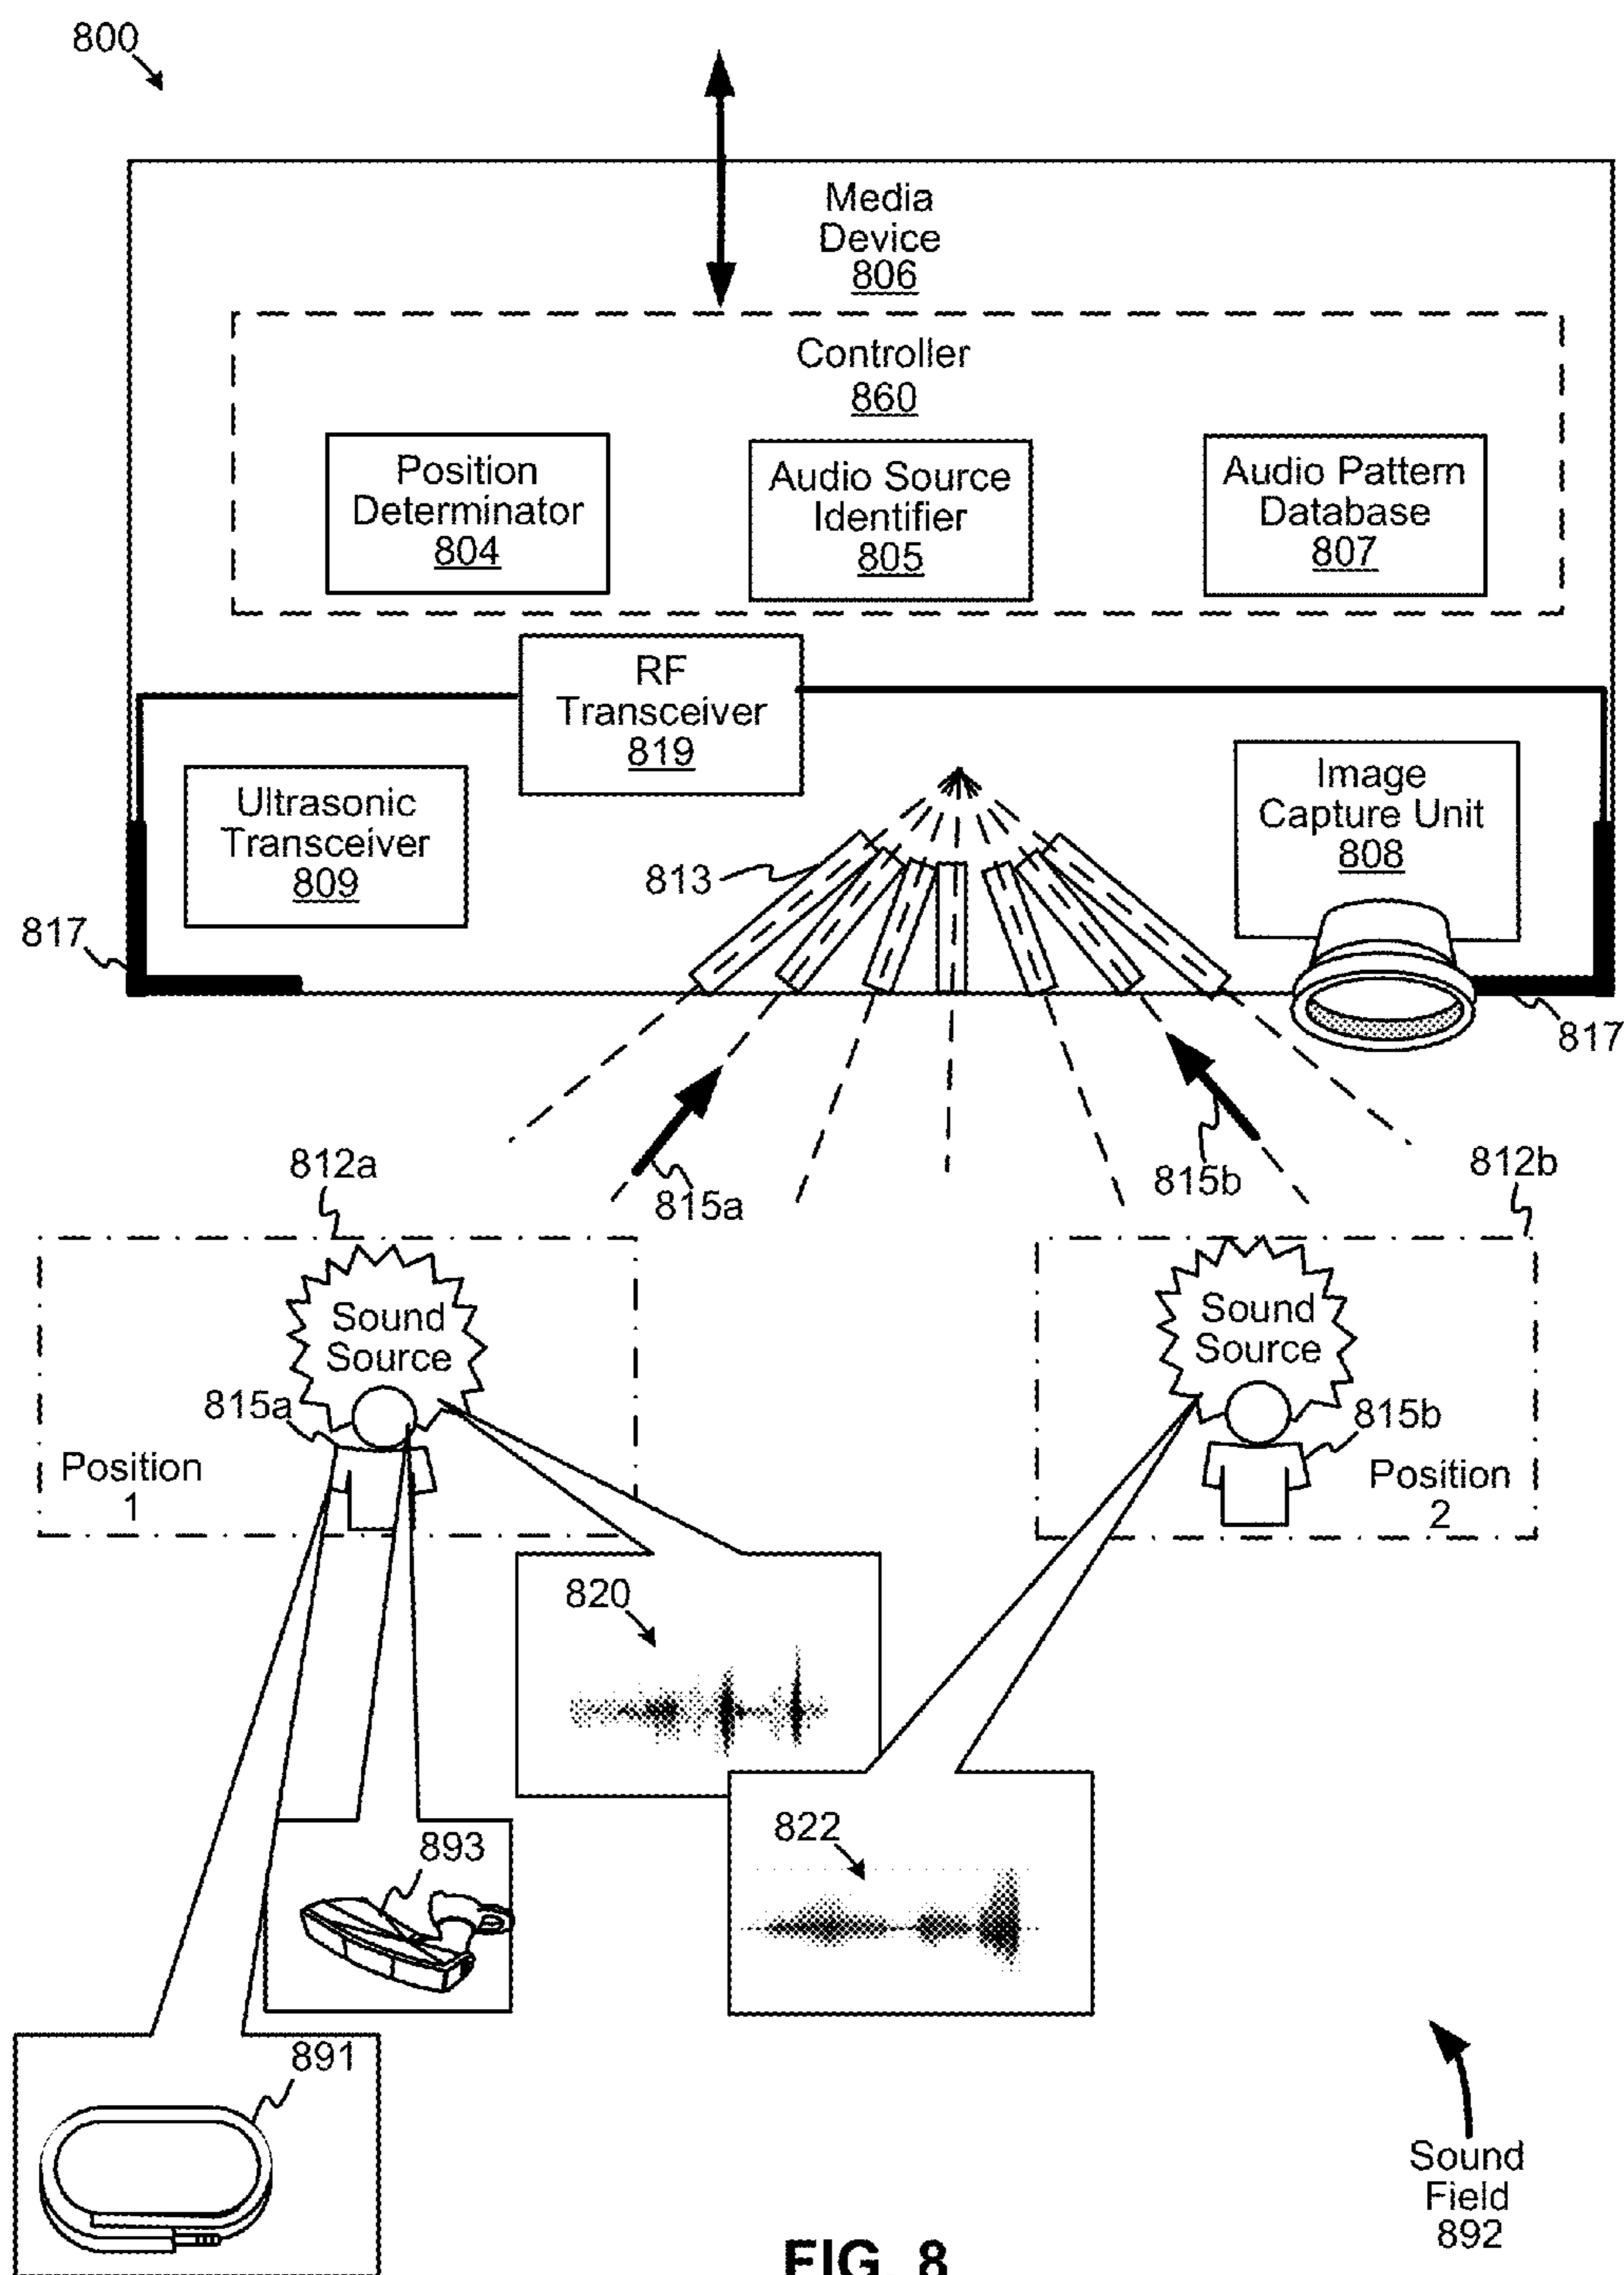 800
Media
Device
806
Controller
860
Position
Determinator
804
Audio Source
Identifier
805
Audio Pattern
Database
807
RF
Transceiver
819
Ultrasonic
Transceiver
809
Image
Capture Unit
808
813
817
817
812a
815a
815b
812b
Sound
Source
Sound
Source
815a
815b
Position
1
Position
2
820
822
893
891
Sound
Field
892
FIG. 8